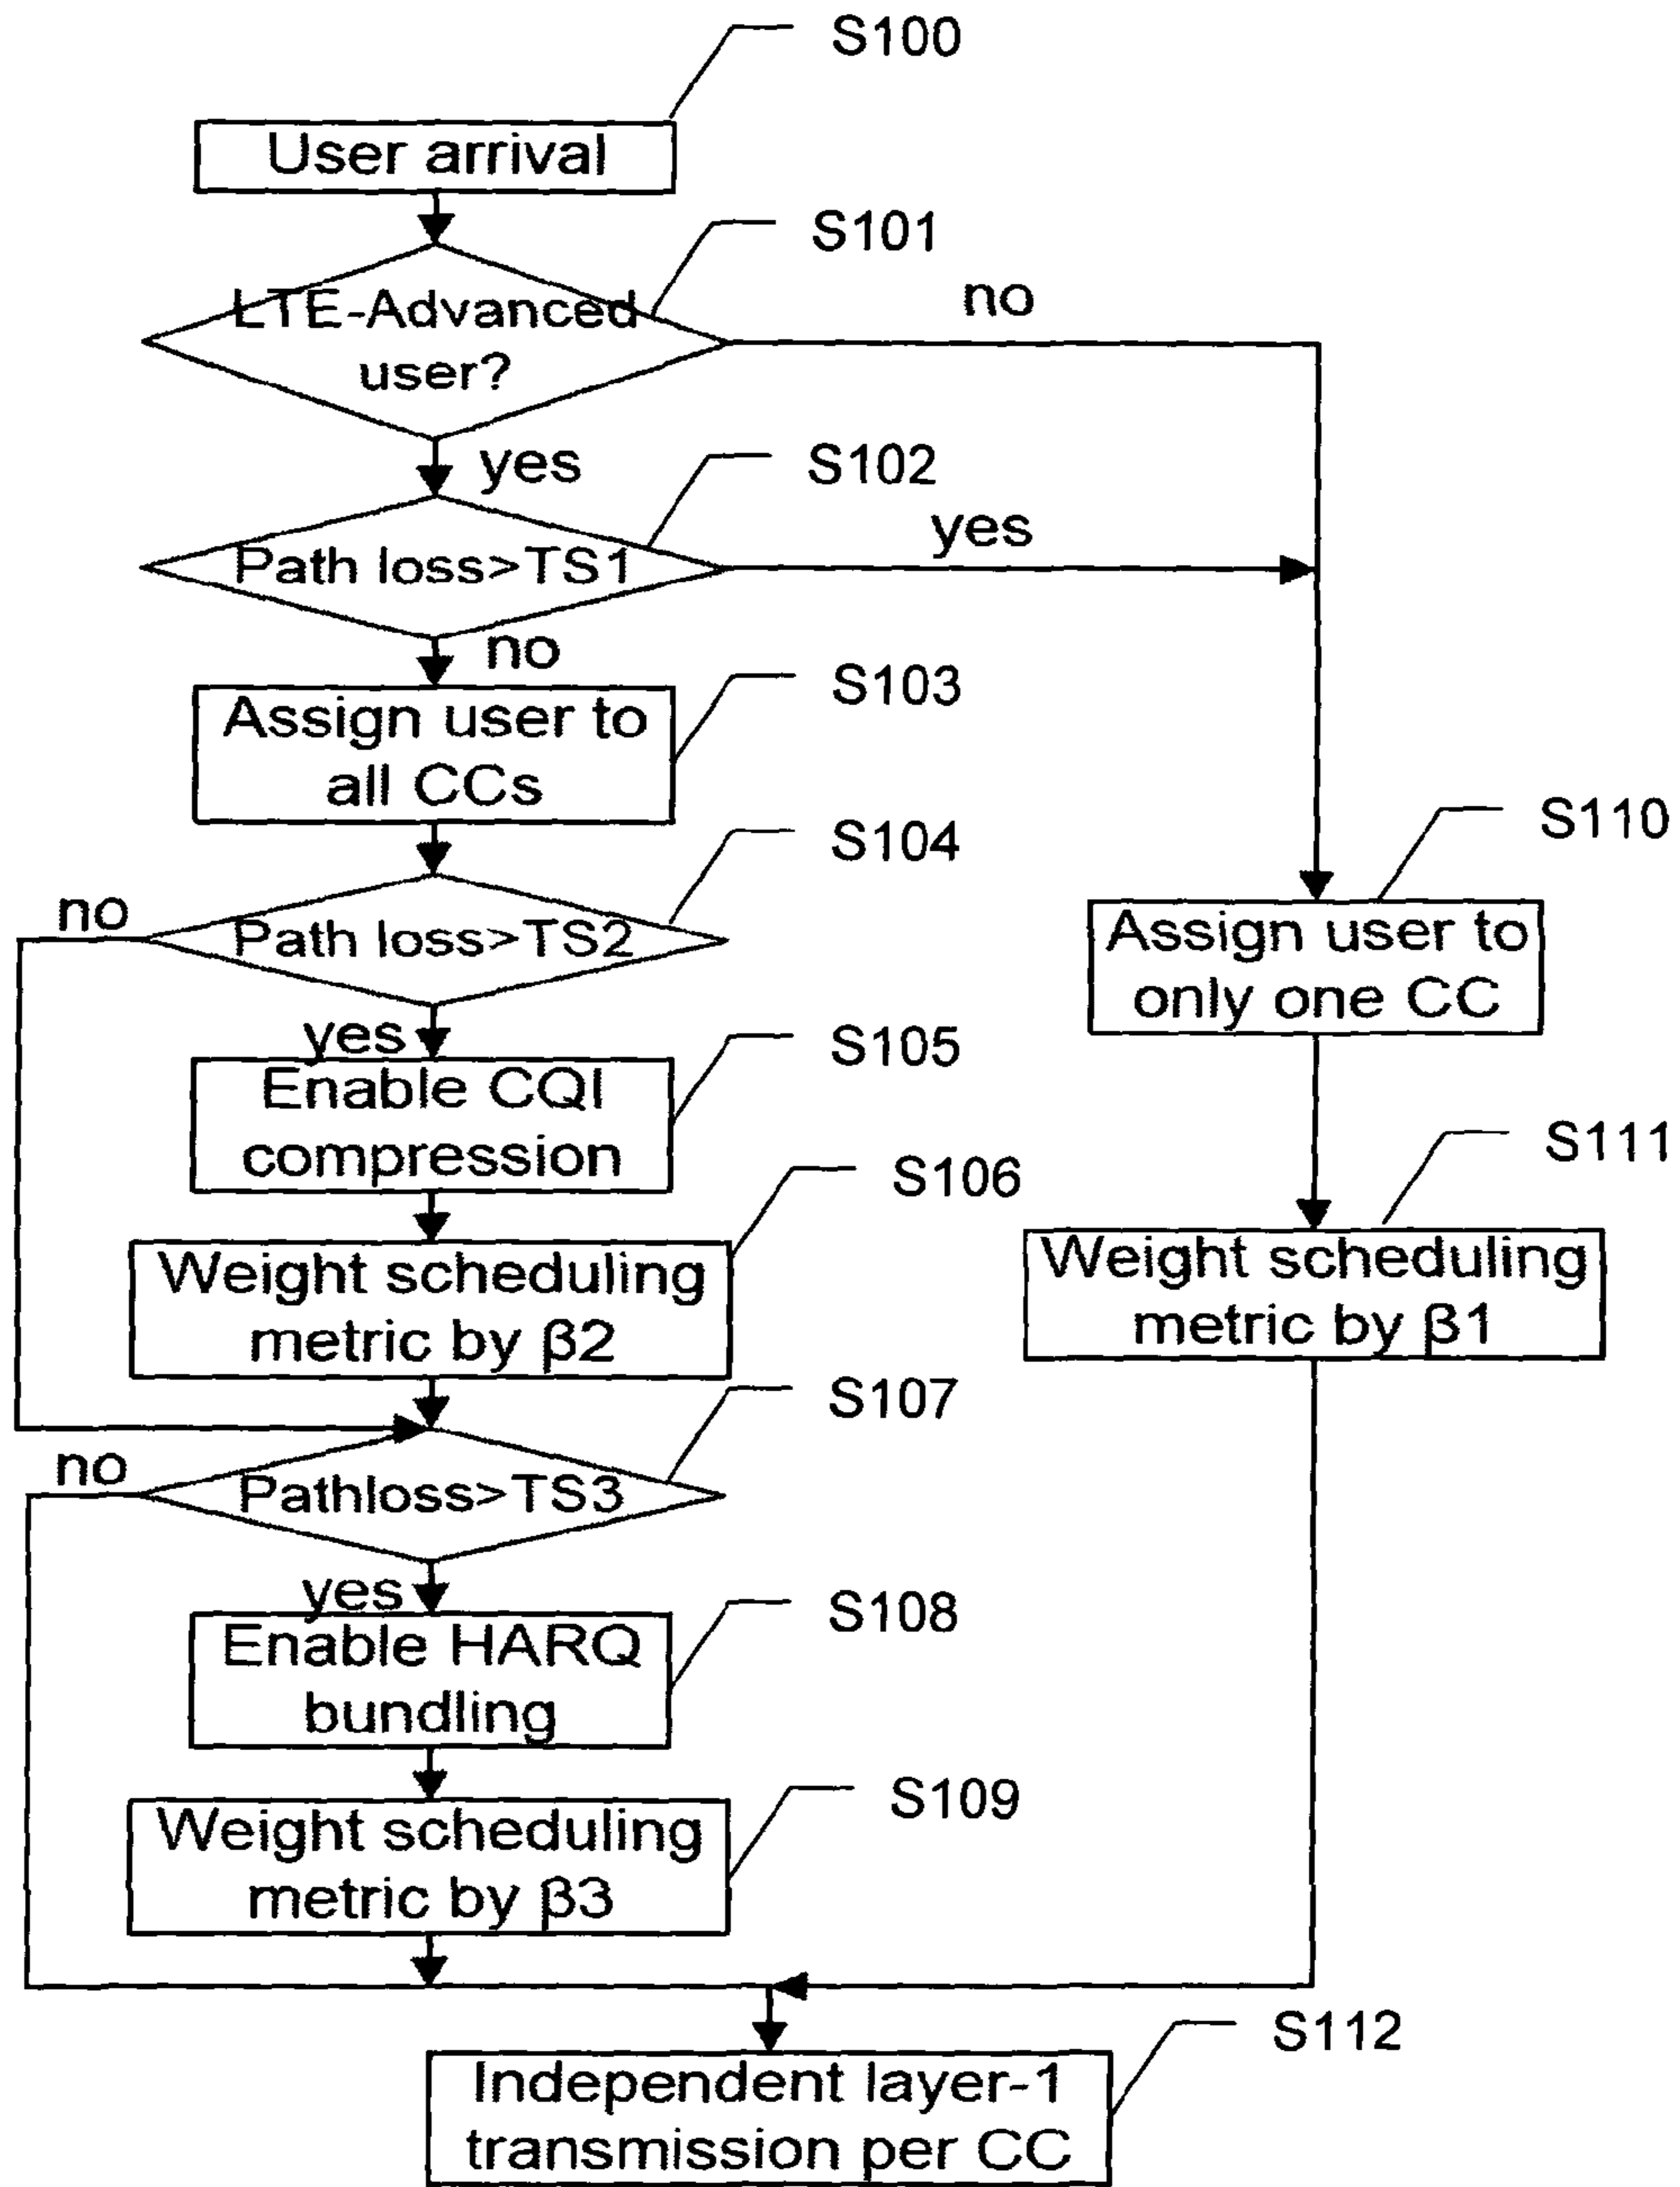 S100
User arrival
S101
LTE-Advanced
user?
no
yes
S102
Path loss>TS1
yes
no
S103
Assign user to
all CCs
S104
no
Path loss>TS2
yes
S105
Enable CQI
compression
S106
Weight scheduling
metric by β2
S107
no
Pathloss>TS3
yes
S108
Enable HARQ
bundling
S109
Weight scheduling
metric by β3
S110
Assign user to
only one CC
S111
Weight scheduling
metric by β1
S112
Independent layer-1
transmission per CC